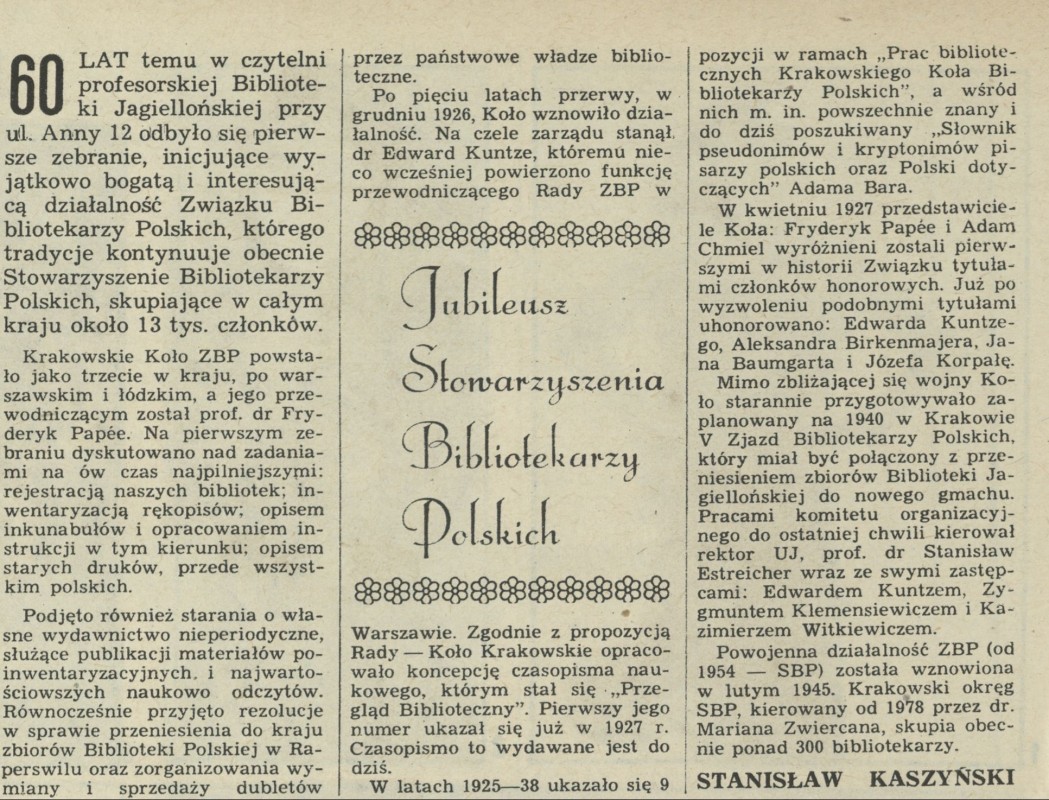 60 LAT temu w czytelni
profesorskiej Bibliote-
ki Jagiellońskiej przy
ul. Anny 12 odbyło się pierw-
sze zebranie, inicjujące wy-
jątkowo bogatą i interesują-
cą działalność Związku Bi-
bliotekarzy Polskich, którego
tradycje kontynuuje obecnie
Stowarzyszenie Bibliotekarzy
Polskich, skupiające w całym
kraju około 13 tys. członków.
Krakowskie Koło ZBP powsta-
ło jako trzecie w kraju, po war-
szawskim i łódzkim, a jego prze-
wodniczącym został prof. dr Fry-
deryk Papée. Na pierwszym ze-
braniu dyskutowano nad zadania-
mi na ów czas najpilniejszymi:
rejestracją naszych bibliotek; in-
wentaryzacją rękopisów; opisem
inkunabułów i opracowaniem in-
strukcji w tym kierunku; opisem
starych druków, przede wszyst-
kim polskich.
Podjęto również starania o wła-
sne wydawnictwo nieperiodyczne,
służące publikacji materiałów po-
inwentaryzacyjnych i najwarto-
ściowszych naukowo odczytów.
Równocześnie przyjęto rezolucje
w sprawie przeniesienia do kraju
zbiorów Biblioteki Polskiej w Ra-
perswilu oraz zorganizowania wy-
miany i sprzedaży dubletów
przez państwowe władze biblio-
teczne.
Po pięciu latach przerwy, w
grudniu 1926, Koło wznowiło dzia-
łalność. Na czele zarządu stanął
dr Edward Kuntze, któremu nie-
co wcześniej powierzono funkcję
przewodniczącego Rady ZBP w
Jubileusz
Stowarzyszenia
Bibliotekarzy
Polskich
Warszawie. Zgodnie z propozycją
Rady — Koło Krakowskie opraco-
wało koncepcję czasopisma nau-
kowego, którym stał się „Prze-
gląd Biblioteczny”. Pierwszy jego
numer ukazał się już w 1927 r.
Czasopismo to wydawane jest do
dziś.
W latach 1925—38 ukazało się 9
pozycji w ramach „Prac bibliote-
cznych Krakowskiego Koła Bi-
bliotekarzy Polskich”, a wśród
nich m. in. powszechnie znany i
do dziś poszukiwany „Słownik
pseudonimów i kryptonimów pi-
sarzy polskich oraz Polski doty-
czących” Adama Bara.
W kwietniu 1927 przedstawicie-
le Koła: Fryderyk Papée i Adam
Chmiel wyróżnieni zostali pierw-
szymi w historii Związku tytuła-
mi członków honorowych. Już po
wyzwoleniu podobnymi tytułami
uhonorowano: Edwarda Kuntze-
go, Aleksandra Birkenmajera, Ja-
na Baumgarta i Józefa Korpałę.
Mimo zbliżającej się wojny Ko-
ło starannie przygotowywało za-
planowany na 1940 w Krakowie
V Zjazd Bibliotekarzy Polskich,
który miał być połączony z prze-
niesieniem zbiorów Biblioteki Ja-
giellońskiej do nowego gmachu.
Pracami komitetu organizacyj-
nego do ostatniej chwili kierował
rektor UJ, prof. dr Stanisław
Estreicher wraz ze swymi zastęp-
cami: Edwardem Kuntzem, Zy-
gmuntem Klemensiewiczem i Ka-
zimierzem Witkiewiczem.
Powojenna działalność ZBP (od
1954 — SBP) została wznowiona
w lutym 1945. Krakowski okręg
SBP, kierowany od 1978 przez dr.
Mariana Zwiercana, skupia obec-
nie ponad 300 bibliotekarzy.
STANISŁAW KASZYŃSKI